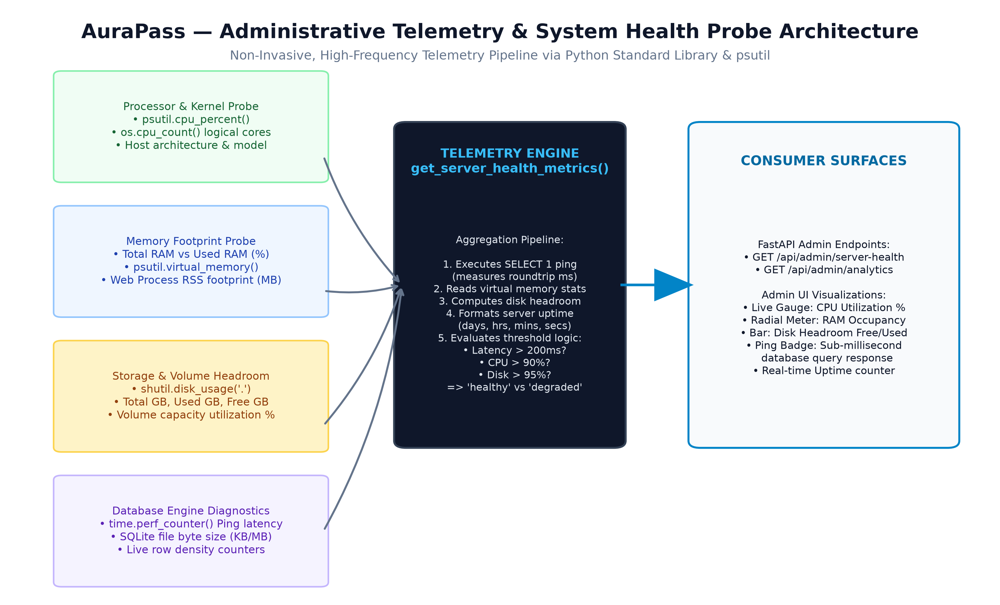 AuraPass — Administrative Telemetry & System Health Probe Architecture
Non-Invasive, High-Frequency Telemetry Pipeline via Python Standard Library & psutil
Processor & Kernel Probe
• psutil.cpu_percent()
• os.cpu_count() logical cores
• Host architecture & model
Memory Footprint Probe
• Total RAM vs Used RAM (%)
• psutil.virtual_memory()
• Web Process RSS footprint (MB)
Storage & Volume Headroom
• shutil.disk_usage('.')
• Total GB, Used GB, Free GB
• Volume capacity utilization %
Database Engine Diagnostics
• time.perf_counter() Ping latency
• SQLite file byte size (KB/MB)
• Live row density counters
TELEMETRY ENGINE
get_server_health_metrics()
Aggregation Pipeline:
1. Executes SELECT 1 ping
(measures roundtrip ms)
2. Reads virtual memory stats
3. Computes disk headroom
4. Formats server uptime
(days, hrs, mins, secs)
5. Evaluates threshold logic:
• Latency > 200ms?
• CPU > 90%?
• Disk > 95%?
=> 'healthy' vs 'degraded'
CONSUMER SURFACES
FastAPI Admin Endpoints:
• GET /api/admin/server-health
• GET /api/admin/analytics
Admin UI Visualizations:
• Live Gauge: CPU Utilization %
• Radial Meter: RAM Occupancy
• Bar: Disk Headroom Free/Used
• Ping Badge: Sub-millisecond
database query response
• Real-time Uptime counter